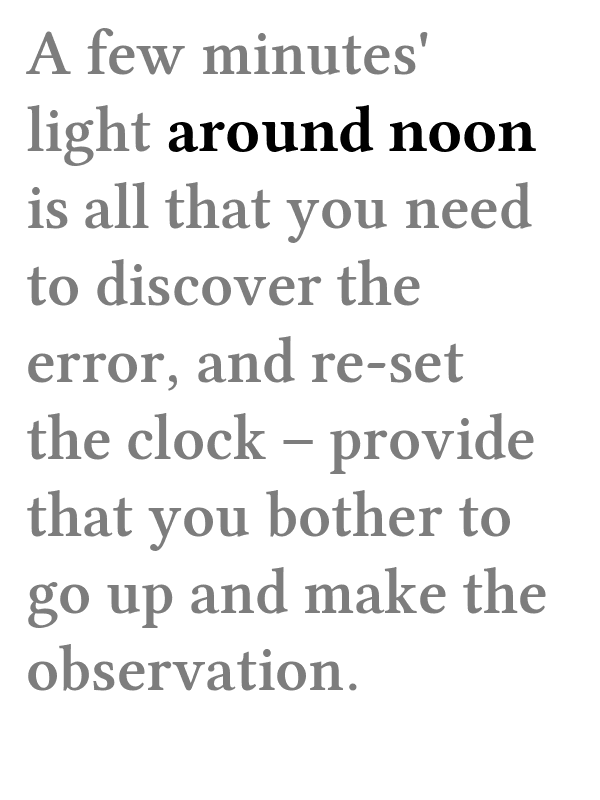 A few minutes'
light around noon
is all that you need
to discover the
error, and re-set
the clock – provide
that you bother to
go up and make the
observation.